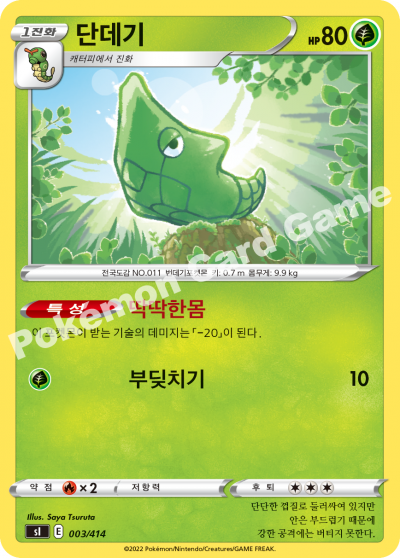 1진화
단데기
HP 80
캐터피에서 진화
전국도감 NO.011 번데기포켓몬 키: 0.7 m 몸무게: 9.9 kg
특성 딱딱한몸
이 포켓몬이 받는 기술의 데미지는 「-20」이 된다.
부딪치기 10
약점 ×2 저항력 후퇴
Illus. Saya Tsuruta
sI E 003/414
단단한 껍질로 둘러싸여 있지만
안은 부드럽기 때문에
강한 공격에는 버티지 못한다.
©2022 Pokémon/Nintendo/Creatures/GAME FREAK.
Pokémon Card Game